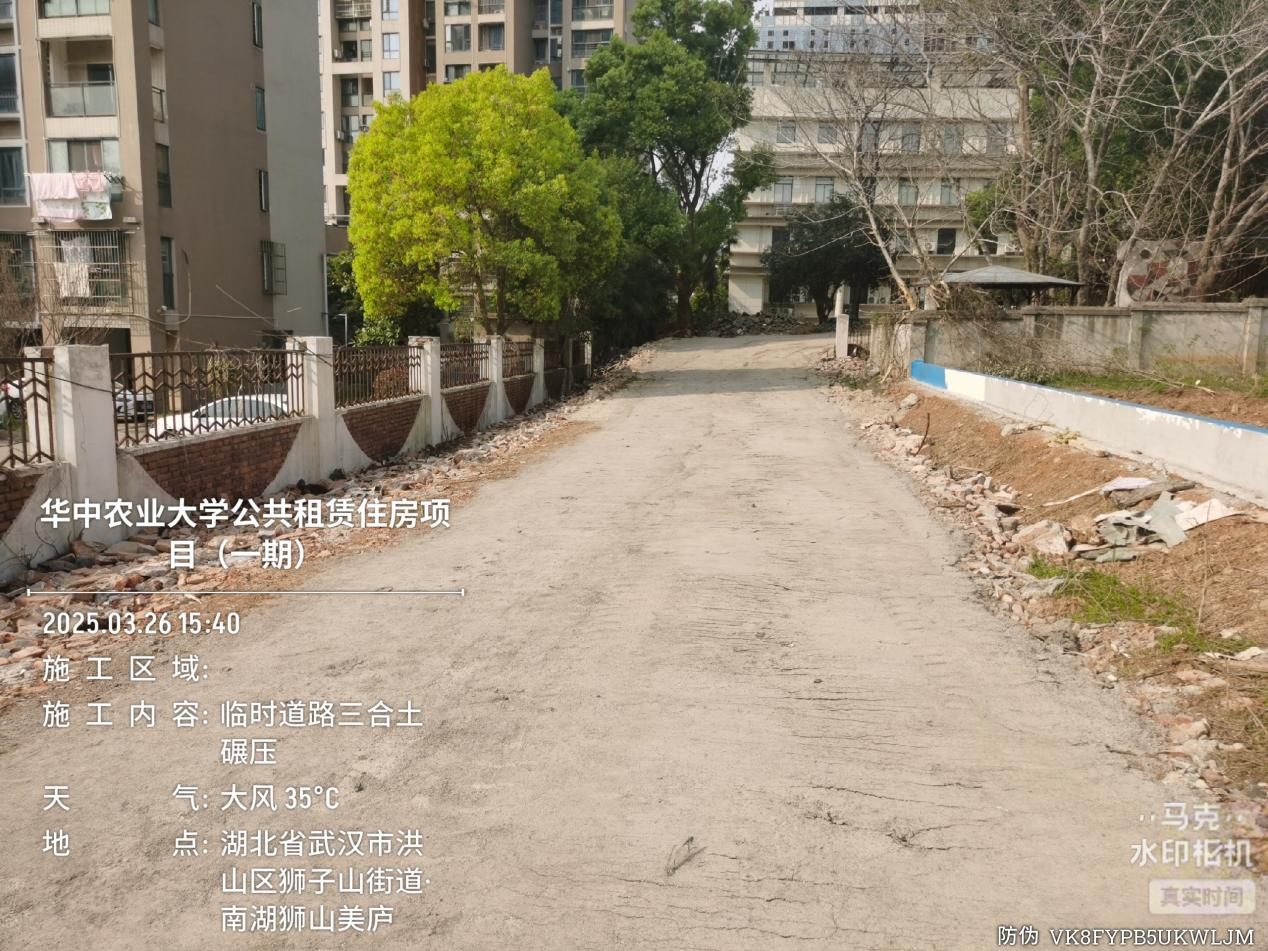 华中农业大学公共租赁住房项
目（一期）
2025.03.26 15:40
施工区域:
施工内容: 临时道路三合土
碾压
天气: 大风 35°C
地点: 湖北省武汉市洪
山区狮子山街道·
南湖狮山美庐
马克
水印相机
真实时间
防伪 VK8FYPB5UKWLJM